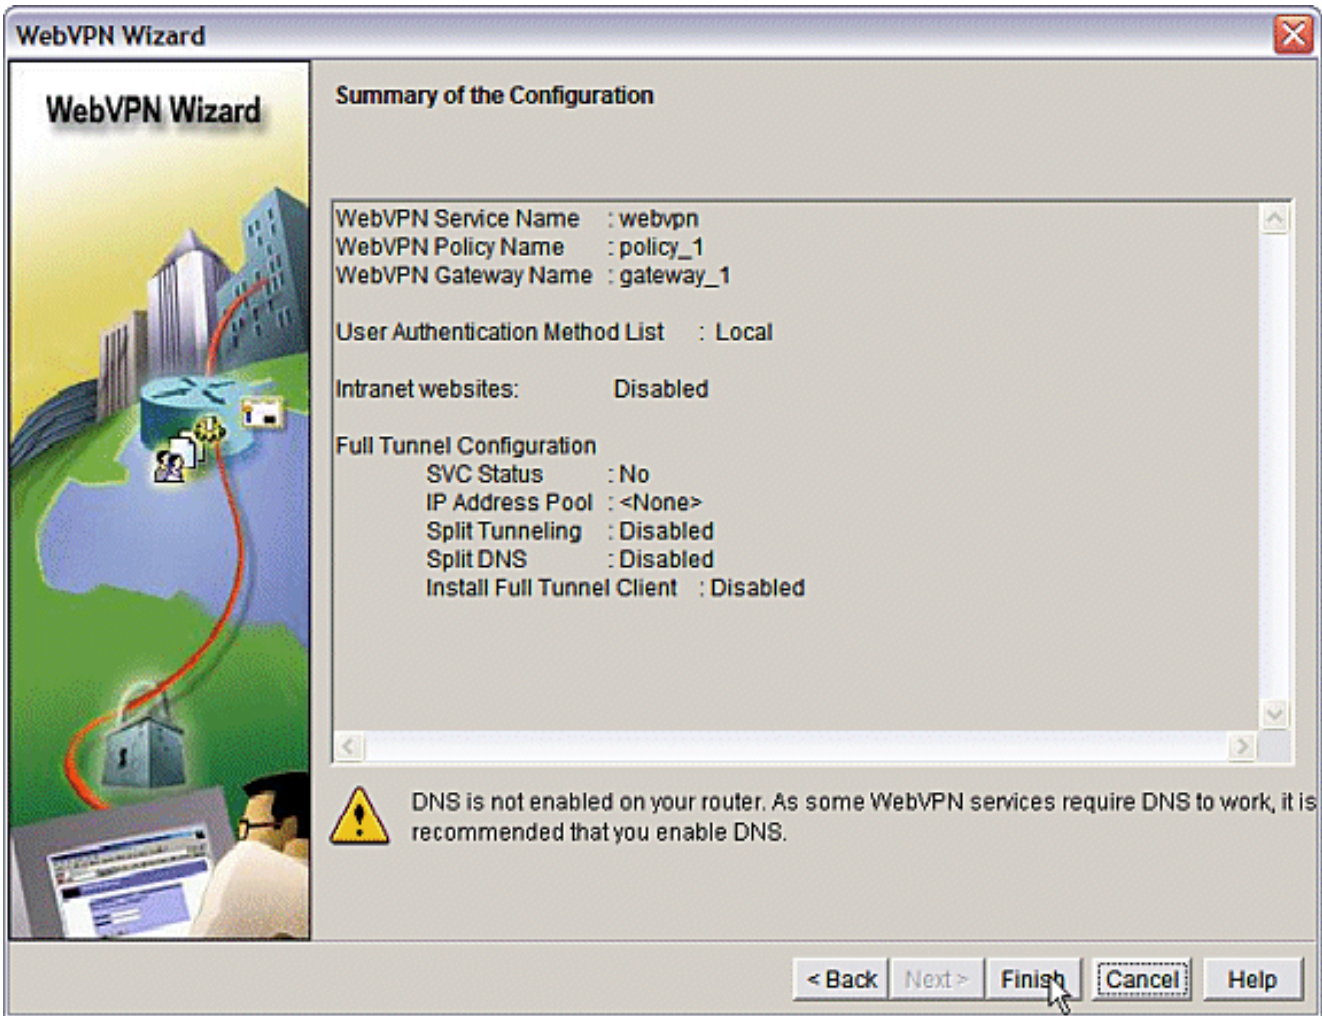 WebVPN Wizard
WebVPN Wizard
Summary of the Configuration
WebVPN Service Name : webvpn
WebVPN Policy Name : policy_1
WebVPN Gateway Name : gateway_1
User Authentication Method List : Local
Intranet websites: Disabled
Full Tunnel Configuration
SVC Status : No
IP Address Pool : <None>
Split Tunneling : Disabled
Split DNS : Disabled
Install Full Tunnel Client : Disabled
DNS is not enabled on your router. As some WebVPN services require DNS to work, it is
recommended that you enable DNS.
< Back Next > Finish Cancel Help